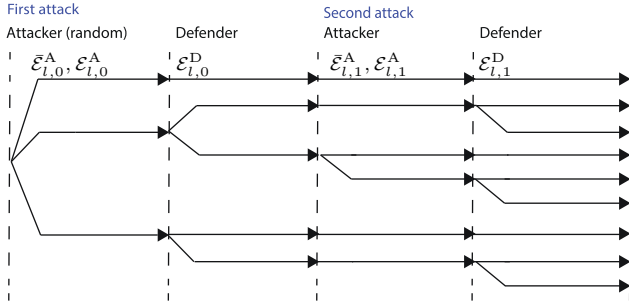 First attack
Second attack
Attacker (random) Defender Attacker Defender
$\bar{\mathcal{E}}_{l,0}^{\mathrm{A}}, \mathcal{E}_{l,0}^{\mathrm{A}}$ $\mathcal{E}_{l,0}^{\mathrm{D}}$ $\bar{\mathcal{E}}_{l,1}^{\mathrm{A}}, \mathcal{E}_{l,1}^{\mathrm{A}}$ $\mathcal{E}_{l,1}^{\mathrm{D}}$